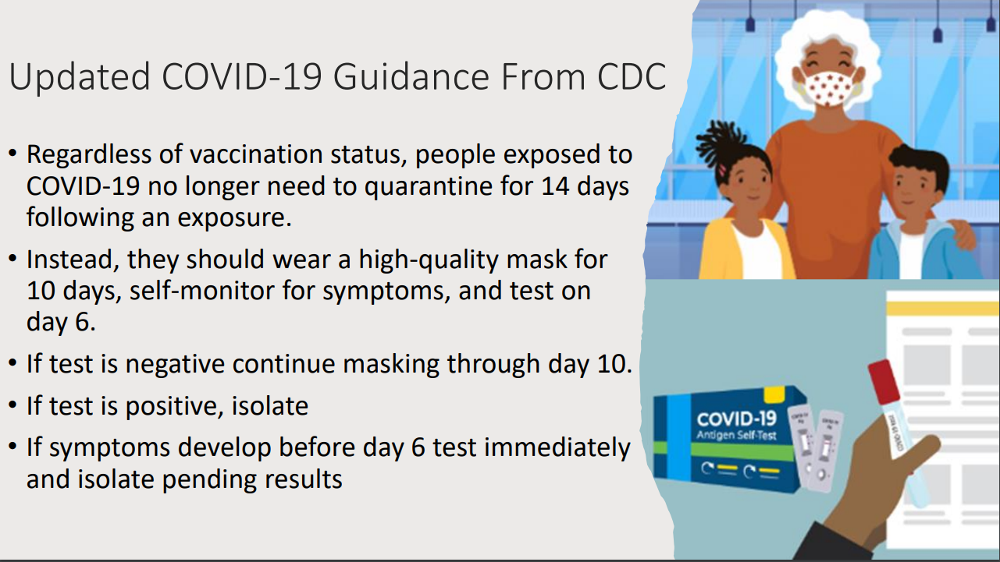 Updated COVID-19 Guidance From CDC
• Regardless of vaccination status, people exposed to
COVID-19 no longer need to quarantine for 14 days
following an exposure.
• Instead, they should wear a high-quality mask for
10 days, self-monitor for symptoms, and test on
day 6.
• If test is negative continue masking through day 10.
• If test is positive, isolate
• If symptoms develop before day 6 test immediately
and isolate pending results
COVID-19
Antigen Self-Test